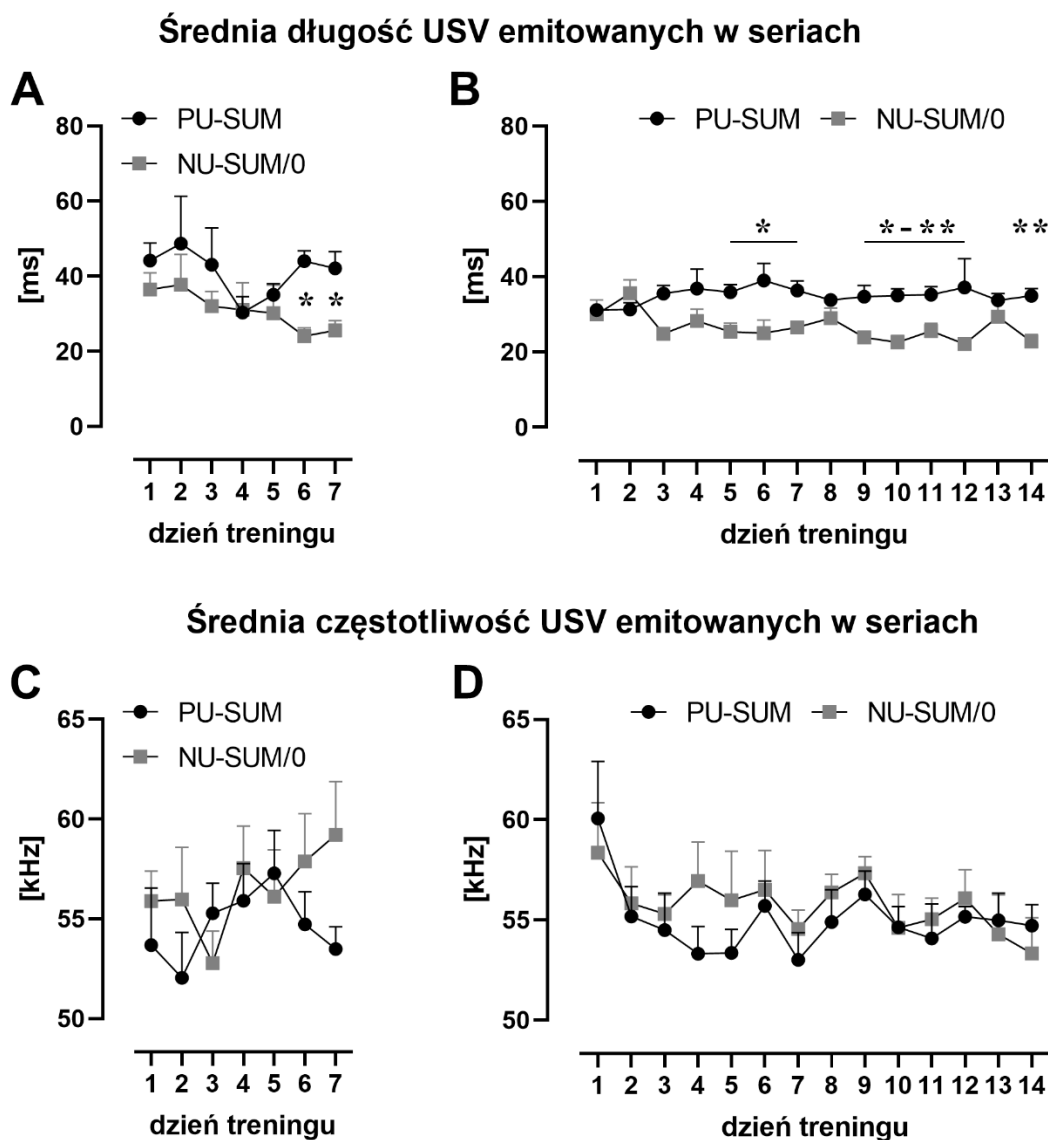 Średnia długość USV emitowanych w seriach
A
PU-SUM
NU-SUM/0
80
60
40
20
0
[ms]
* *
1 2 3 4 5 6 7
dzień treningu
B
PU-SUM NU-SUM/0
80
60
40
20
0
[ms]
* *-** **
1 2 3 4 5 6 7 8 9 10 11 12 13 14
dzień treningu
Średnia częstotliwość USV emitowanych w seriach
C
PU-SUM
NU-SUM/0
65
60
55
50
[kHz]
1 2 3 4 5 6 7
dzień treningu
D
PU-SUM NU-SUM/0
65
60
55
50
[kHz]
1 2 3 4 5 6 7 8 9 10 11 12 13 14
dzień treningu